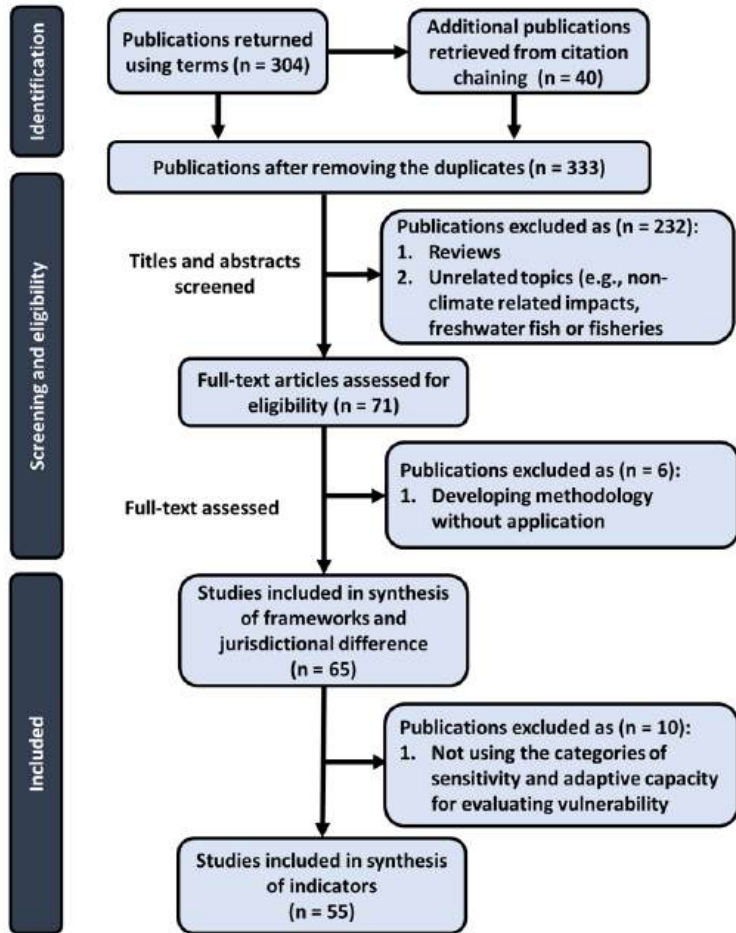 Identification
Publications returned
using terms (n = 304)
Additional publications
retrieved from citation
chaining (n = 40)
Publications after removing the duplicates (n = 333)
Screening and eligibility
Titles and abstracts
screened
Publications excluded as (n = 232):
1. Reviews
2. Unrelated topics (e.g., non-
climate related impacts,
freshwater fish or fisheries
Full-text articles assessed for
eligibility (n = 71)
Full-text assessed
Publications excluded as (n = 6):
1. Developing methodology
without application
Included
Studies included in synthesis
of frameworks and
jurisdictional difference
(n = 65)
Publications excluded as (n = 10):
1. Not using the categories of
sensitivity and adaptive capacity
for evaluating vulnerability
Studies included in synthesis
of indicators
(n = 55)